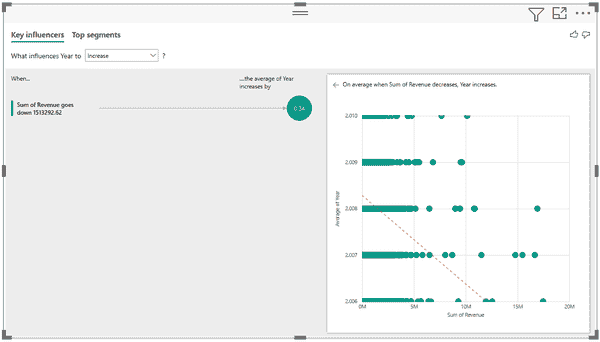 Key influencers Top segments
What influences Year to Increase ?
When...
...the average of Year
increases by
Sum of Revenue goes
down 1513292.62
0.34
On average when Sum of Revenue decreases, Year increases.
2,010
2,009
2,008
2,007
2,006
Average of Year
0M 5M 10M 15M 20M
Sum of Revenue